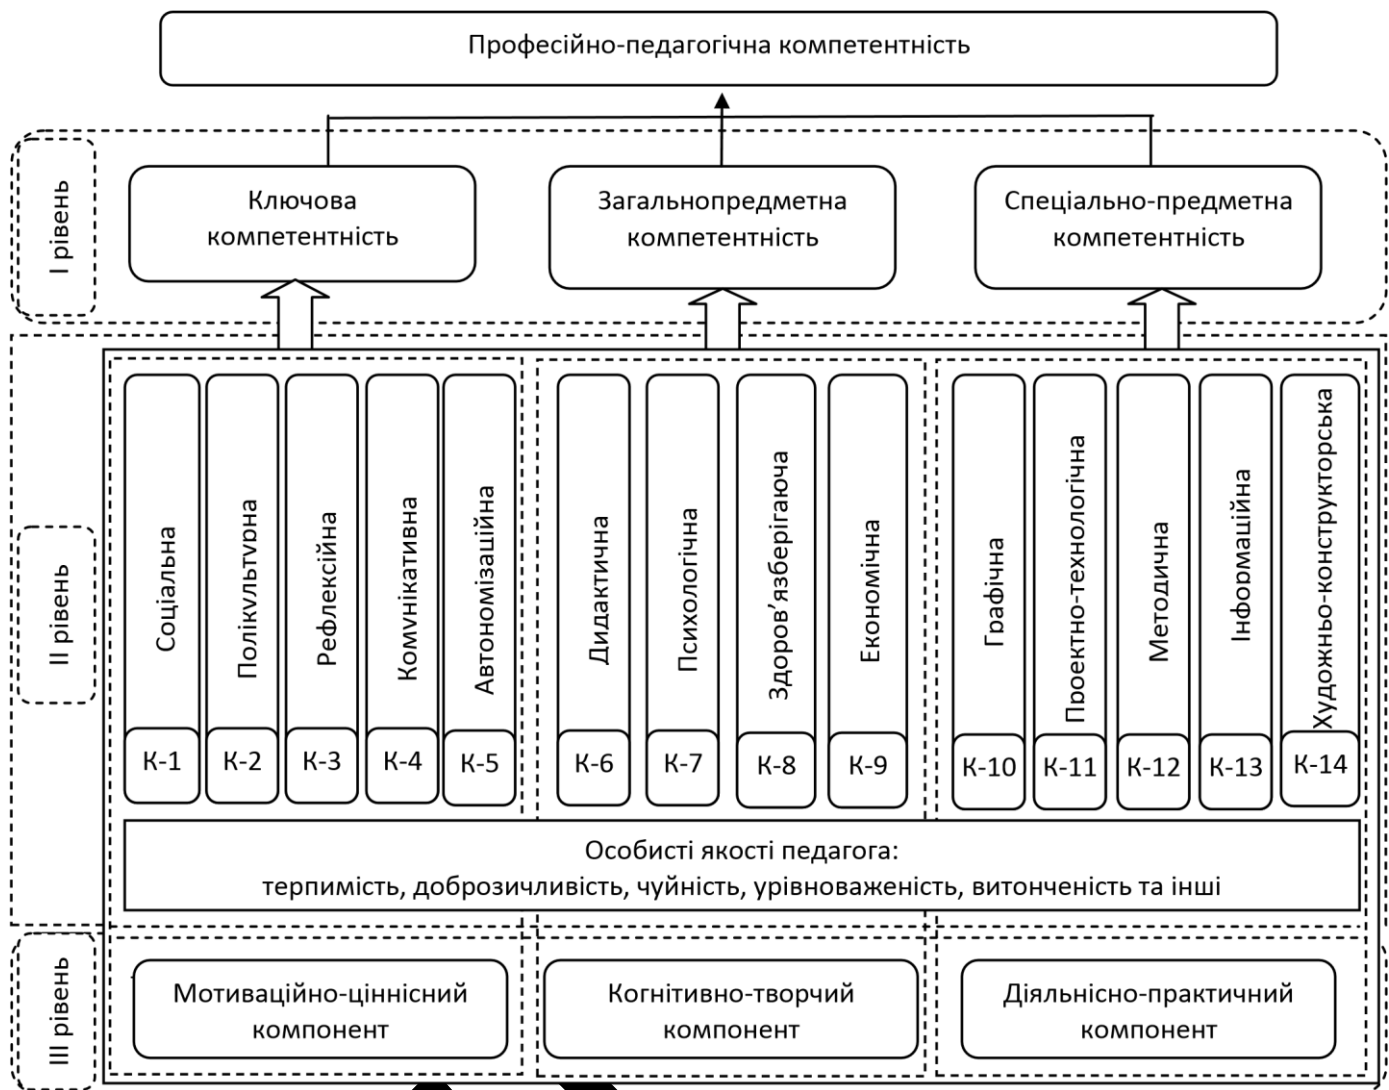 Професійно-педагогічна компетентність
І рівень
Ключова
компетентність
Загальнопредметна
компетентність
Спеціально-предметна
компетентність
ІІ рівень
Соціальна
Полікультурна
Рефлексійна
Комунікативна
Автономізаційна
Дидактична
Психологічна
Здоров’язберігаюча
Економічна
Графічна
Проектно-технологічна
Методична
Інформаційна
Художньо-конструкторська
К-1
К-2
К-3
К-4
К-5
К-6
К-7
К-8
К-9
К-10
К-11
К-12
К-13
К-14
Особисті якості педагога:
терпимість, доброзичливість, чуйність, урівноваженість, витонченість та інші
ІІІ рівень
Мотиваційно-ціннісний
компонент
Когнітивно-творчий
компонент
Діяльнісно-практичний
компонент